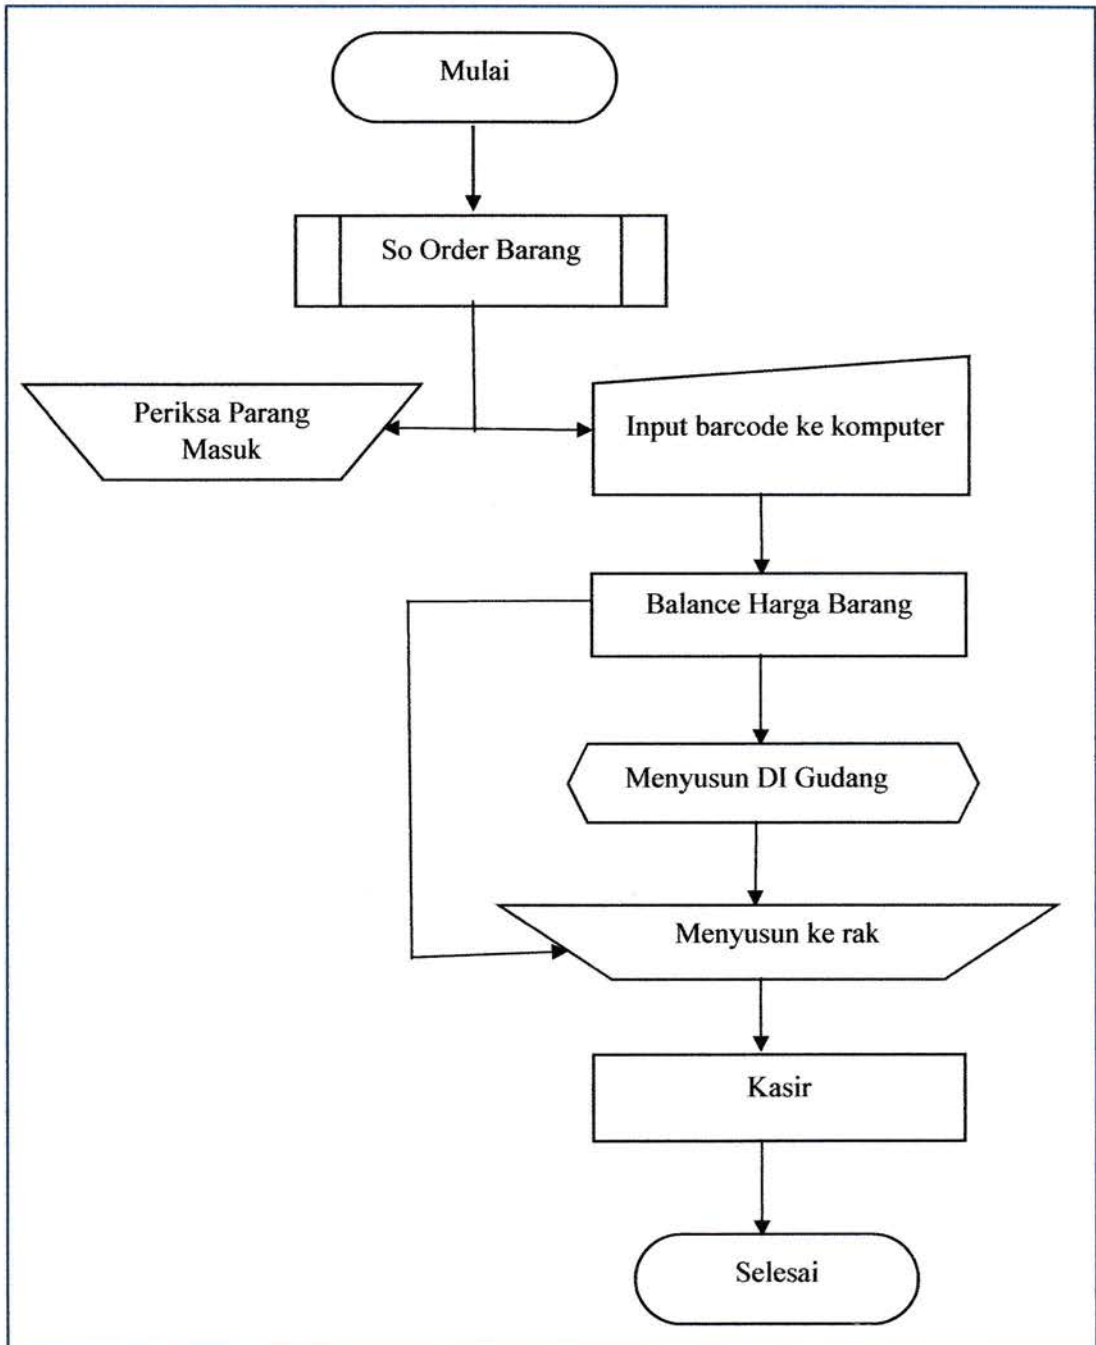 Mulai
So Order Barang
Periksa Parang
Masuk
Input barcode ke komputer
Balance Harga Barang
Menyusun DI Gudang
Menyusun ke rak
Kasir
Selesai